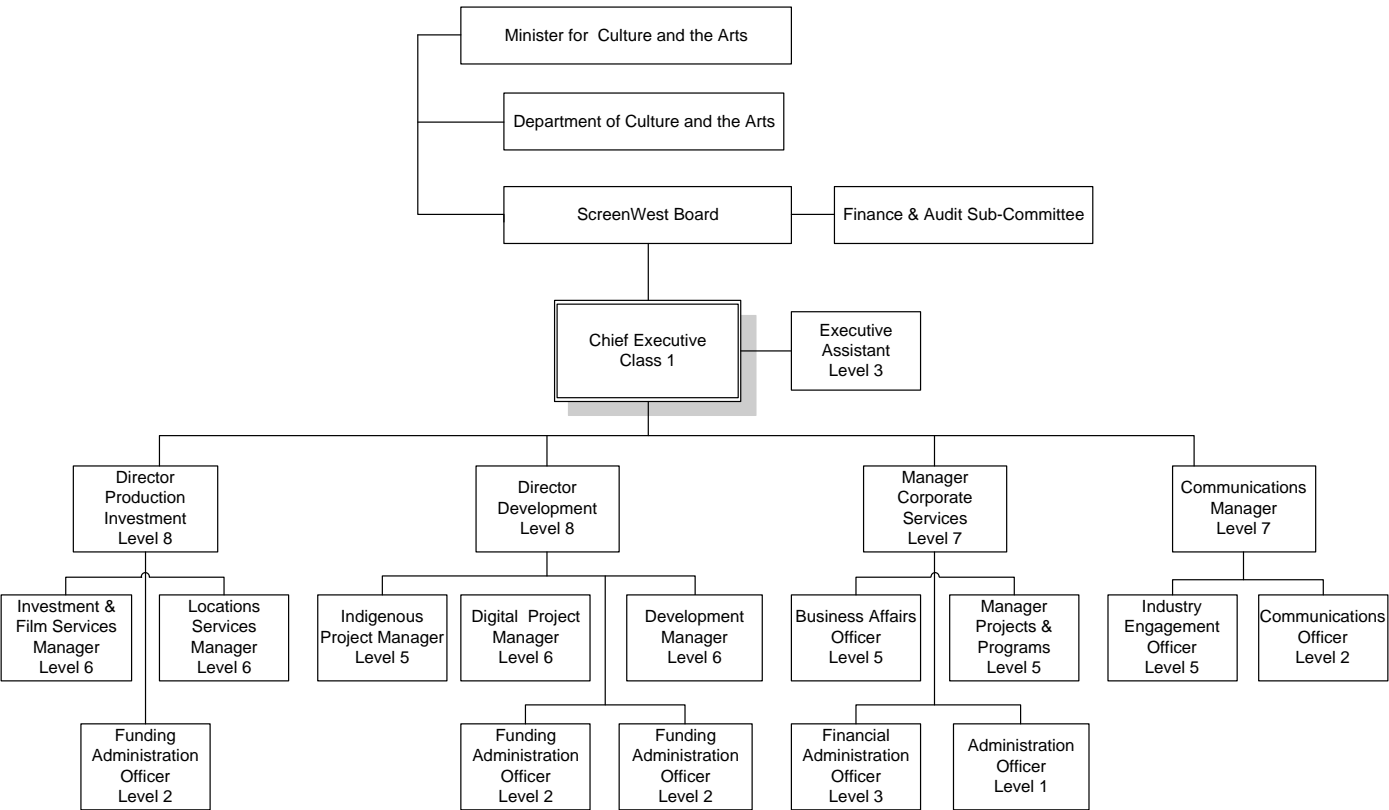 Minister for Culture and the Arts
Department of Culture and the Arts
ScreenWest Board
Finance & Audit Sub-Committee
Chief Executive
Class 1
Executive
Assistant
Level 3
Director
Production
Investment
Level 8
Director
Development
Level 8
Manager
Corporate
Services
Level 7
Communications
Manager
Level 7
Investment &
Film Services
Manager
Level 6
Locations
Services
Manager
Level 6
Indigenous
Project Manager
Level 5
Digital Project
Manager
Level 6
Development
Manager
Level 6
Business Affairs
Officer
Level 5
Manager
Projects &
Programs
Level 5
Industry
Engagement
Officer
Level 5
Communications
Officer
Level 2
Funding
Administration
Officer
Level 2
Funding
Administration
Officer
Level 2
Funding
Administration
Officer
Level 2
Financial
Administration
Officer
Level 3
Administration
Officer
Level 1